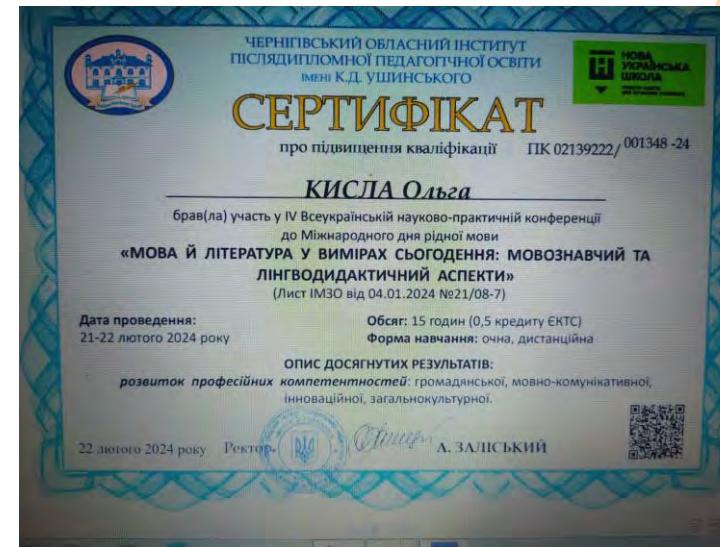 ЧЕРНІГІВСЬКИЙ ОБЛАСНИЙ ІНСТИТУТ
ПІСЛЯДИПЛОМНОЇ ПЕДАГОГІЧНОЇ ОСВІТИ
ІМЕНІ К.Д. УШИНСЬКОГО
НОВА
УКРАЇНСЬКА
ШКОЛА
СЕРТИФІКАТ
про підвищення кваліфікації ПК 02139222/ 001348 -24
КИСЛА Ольга
брав(ла) участь у IV Всеукраїнській науково-практичній конференції
до Міжнародного дня рідної мови
«МОВА Й ЛІТЕРАТУРА У ВИМІРАХ СЬОГОДЕННЯ: МОВОЗНАВЧИЙ ТА
ЛІНГВОДИДАКТИЧНИЙ АСПЕКТИ»
(Лист ІМЗО від 04.01.2024 №21/08-7)
Дата проведення: Обсяг: 15 годин (0,5 кредиту ЄКТС)
21-22 лютого 2024 року Форма навчання: очна, дистанційна
ОПИС ДОСЯГНУТИХ РЕЗУЛЬТАТІВ:
розвиток професійних компетентностей: громадянської, мовно-комунікативної,
інноваційної, загальнокультурної.
22 лютого 2024 року Ректор А. ЗАЛІСЬКИЙ